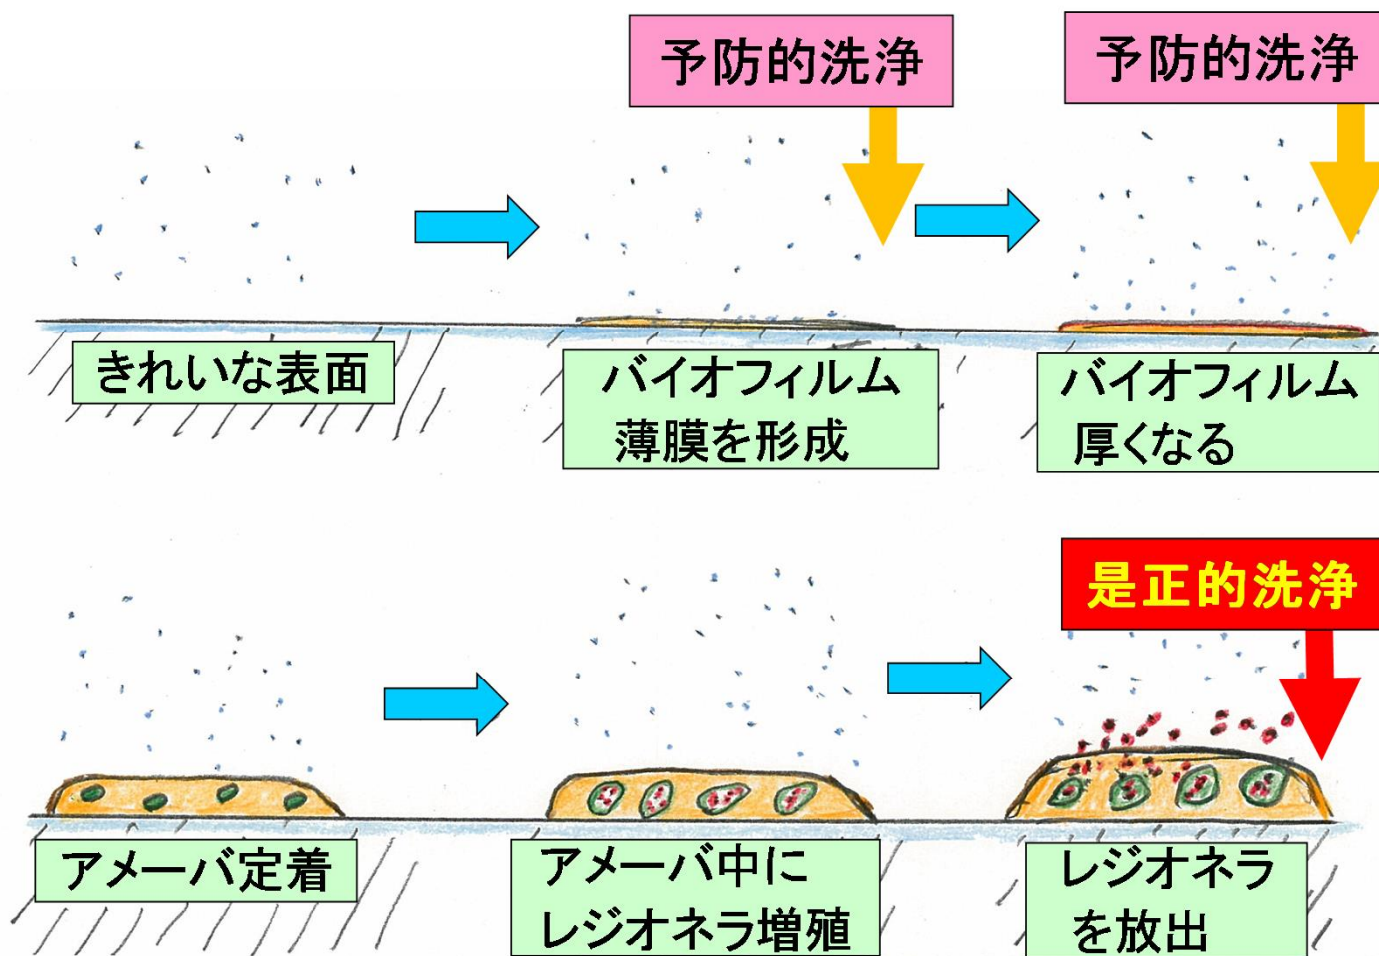 予防的洗浄
予防的洗浄
きれいな表面
バイオフィルム
薄膜を形成
バイオフィルム
厚くなる
是正的洗浄
アメーバ定着
アメーバ中に
レジオネラ増殖
レジオネラ
を放出